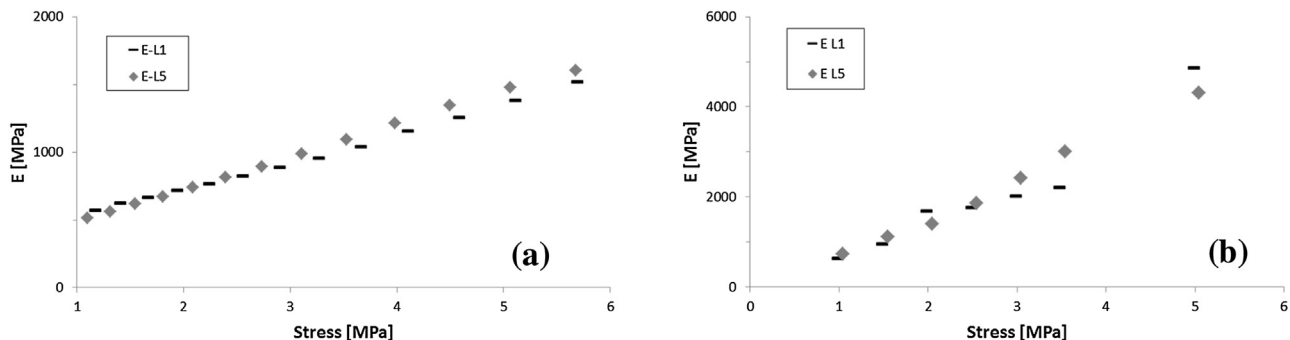 2000
1000
0
E [MPa]
E-L1
E-L5
1 2 3 4 5 6
Stress [MPa]
(a)
6000
4000
2000
0
E [MPa]
E L1
E L5
0 1 2 3 4 5 6
Stress [MPa]
(b)